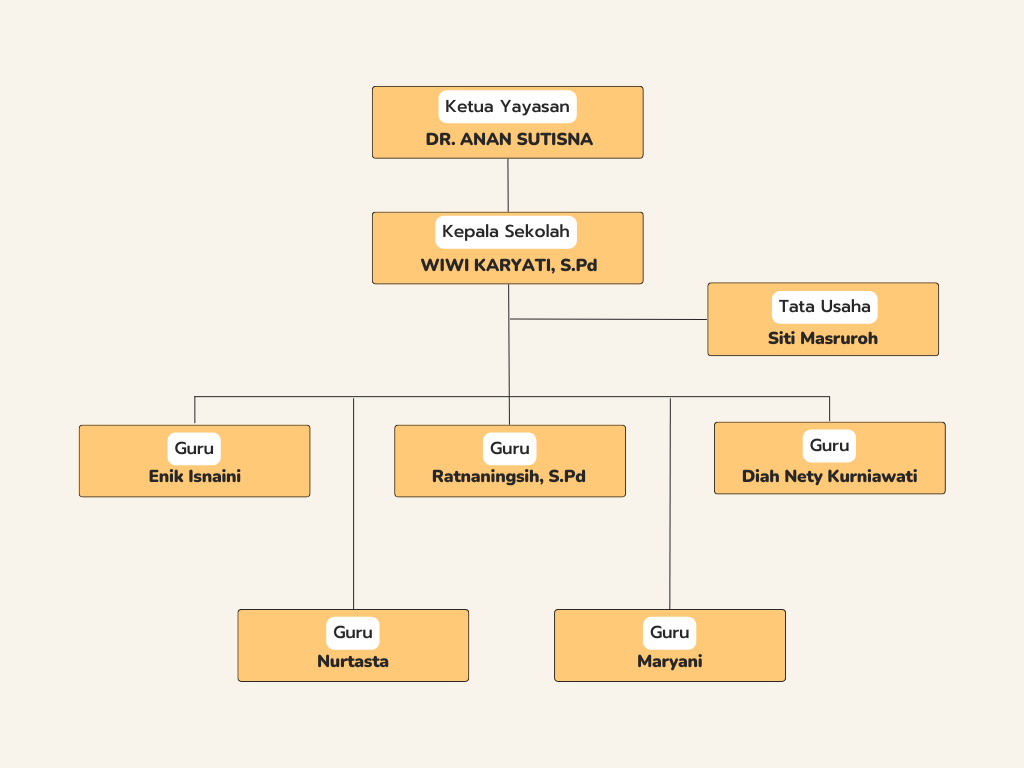 Ketua Yayasan
DR. ANAN SUTISNA
Kepala Sekolah
WIWI KARYATI, S.Pd
Tata Usaha
Siti Masruroh
Guru
Enik Isnaini
Guru
Ratnaningsih, S.Pd
Guru
Diah Nety Kurniawati
Guru
Nurtasta
Guru
Maryani